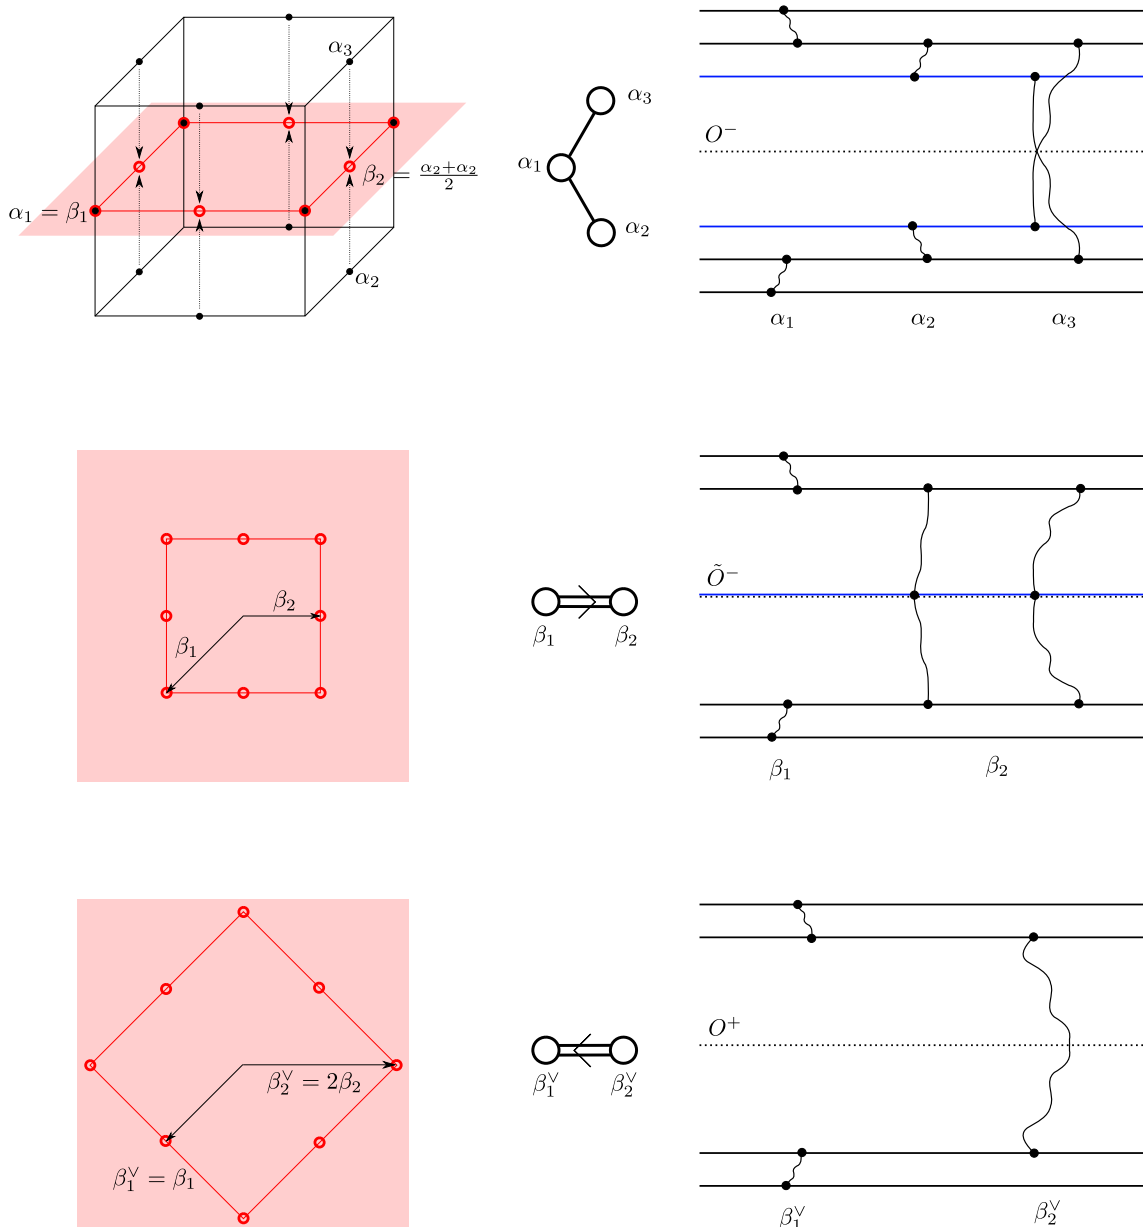 α₃
α₁ = β₁
β₂ = (α₂+α₂)/2
α₂
α₃
α₁
α₂
O⁻
α₁ α₂ α₃
β₂
β₁
β₁ β₂
Õ⁻
β₁ β₂
β₂^∨ = 2β₂
β₁^∨ = β₁
β₁^∨ β₂^∨
O⁺
β₁^∨ β₂^∨